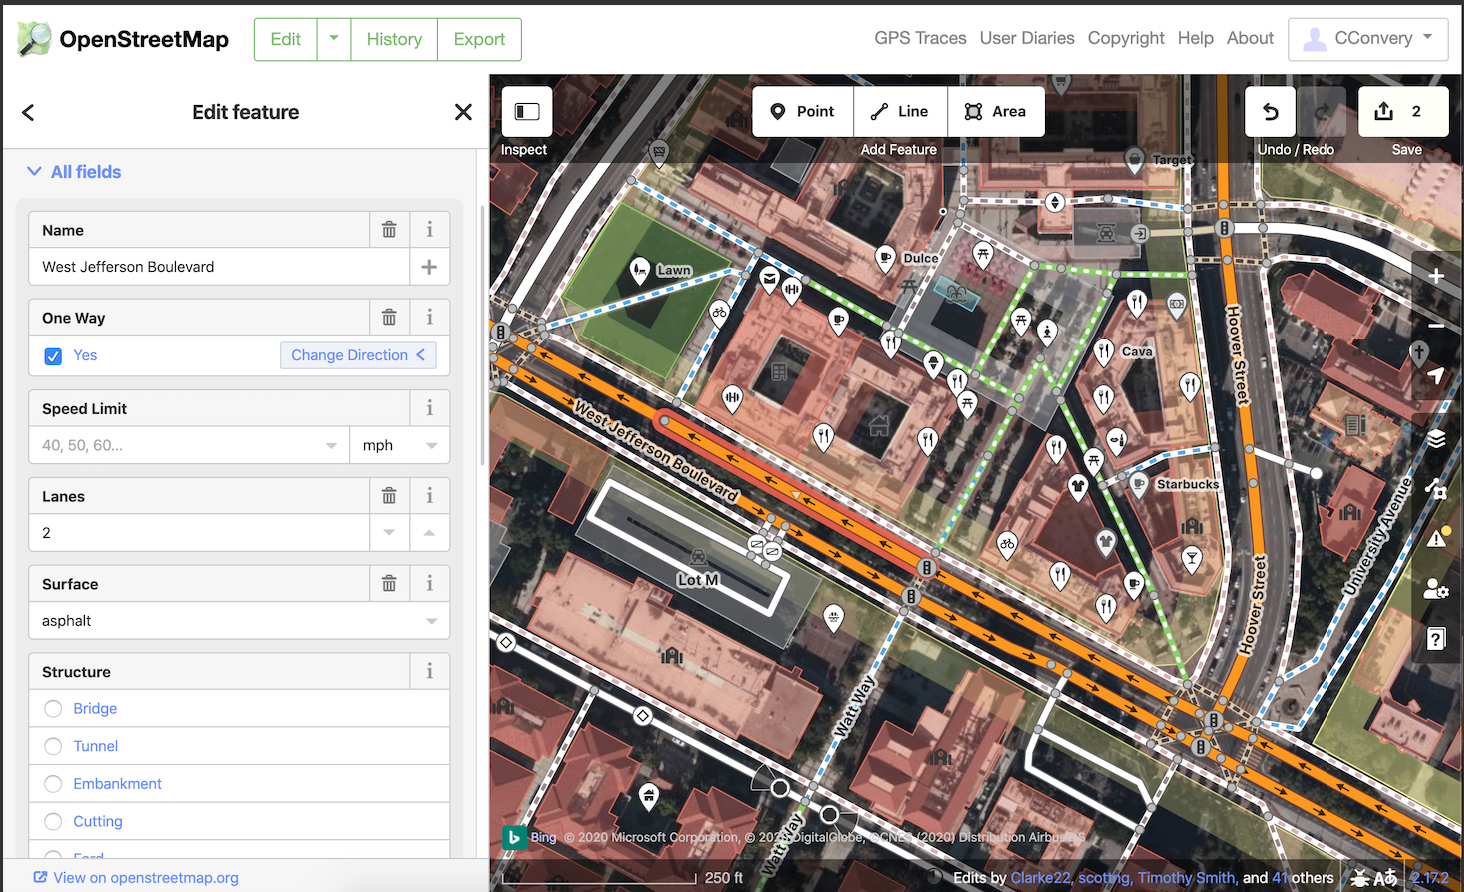 OpenStreetMap
Edit
History
Export
GPS Traces
User Diaries
Copyright
Help
About
CConvery
Edit feature
All fields
Name
i
West Jefferson Boulevard
One Way
i
Yes
Change Direction
Speed Limit
i
40, 50, 60...
mph
Lanes
i
2
Surface
i
asphalt
Structure
i
Bridge
Tunnel
Embankment
Cutting
Ford
View on openstreetmap.org
Inspect
Point
Line
Area
Add Feature
Undo / Redo
2
Save
Target
Dulce
Lawn
Cava
Hoover Street
West Jefferson Boulevard
Starbucks
University Avenue
Lot M
Hoover Street
Watt Way
Watt Way
b Bing
© 2020 Microsoft Corporation, © 2020 DigitalGlobe, ©CNES (2020) Distribution Airbus DS
250 ft
Edits by Clarke22, scottng, Timothy Smith, and 41 others
Aあ
2.17.2